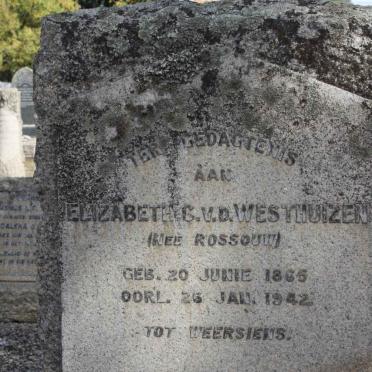 TER GEDAGTENIS
AAN
ELIZABETH C.V.D. WESTHUIZEN
(NEE ROSSOUW)
GEB. 20 JUNIE 1865
OORL. 26 JAN. 1942
TOT WEERSIENS.